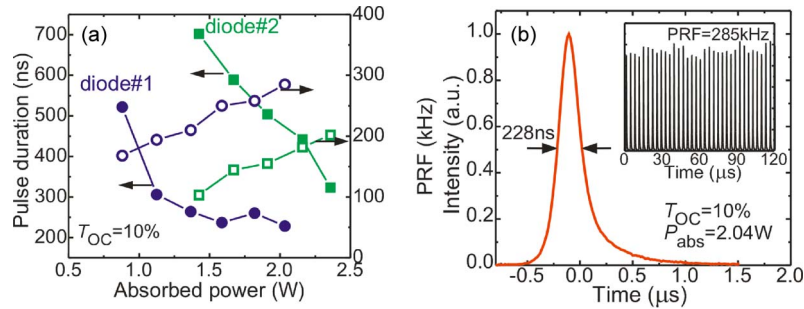 (a)
diode#2
diode#1
T_OC=10%
Pulse duration (ns)
700
600
500
400
300
200
400
300
200
100
0
0.5
1.0
1.5
2.0
2.5
Absorbed power (W)
PRF (kHz)
(b)
PRF=285kHz
0
30
60
90
120
Time (μs)
228ns
T_OC=10%
P_abs=2.04W
Intensity (a.u.)
1.0
0.8
0.6
0.4
0.2
0.0
-0.5
0.0
0.5
1.0
1.5
2.0
Time (μs)